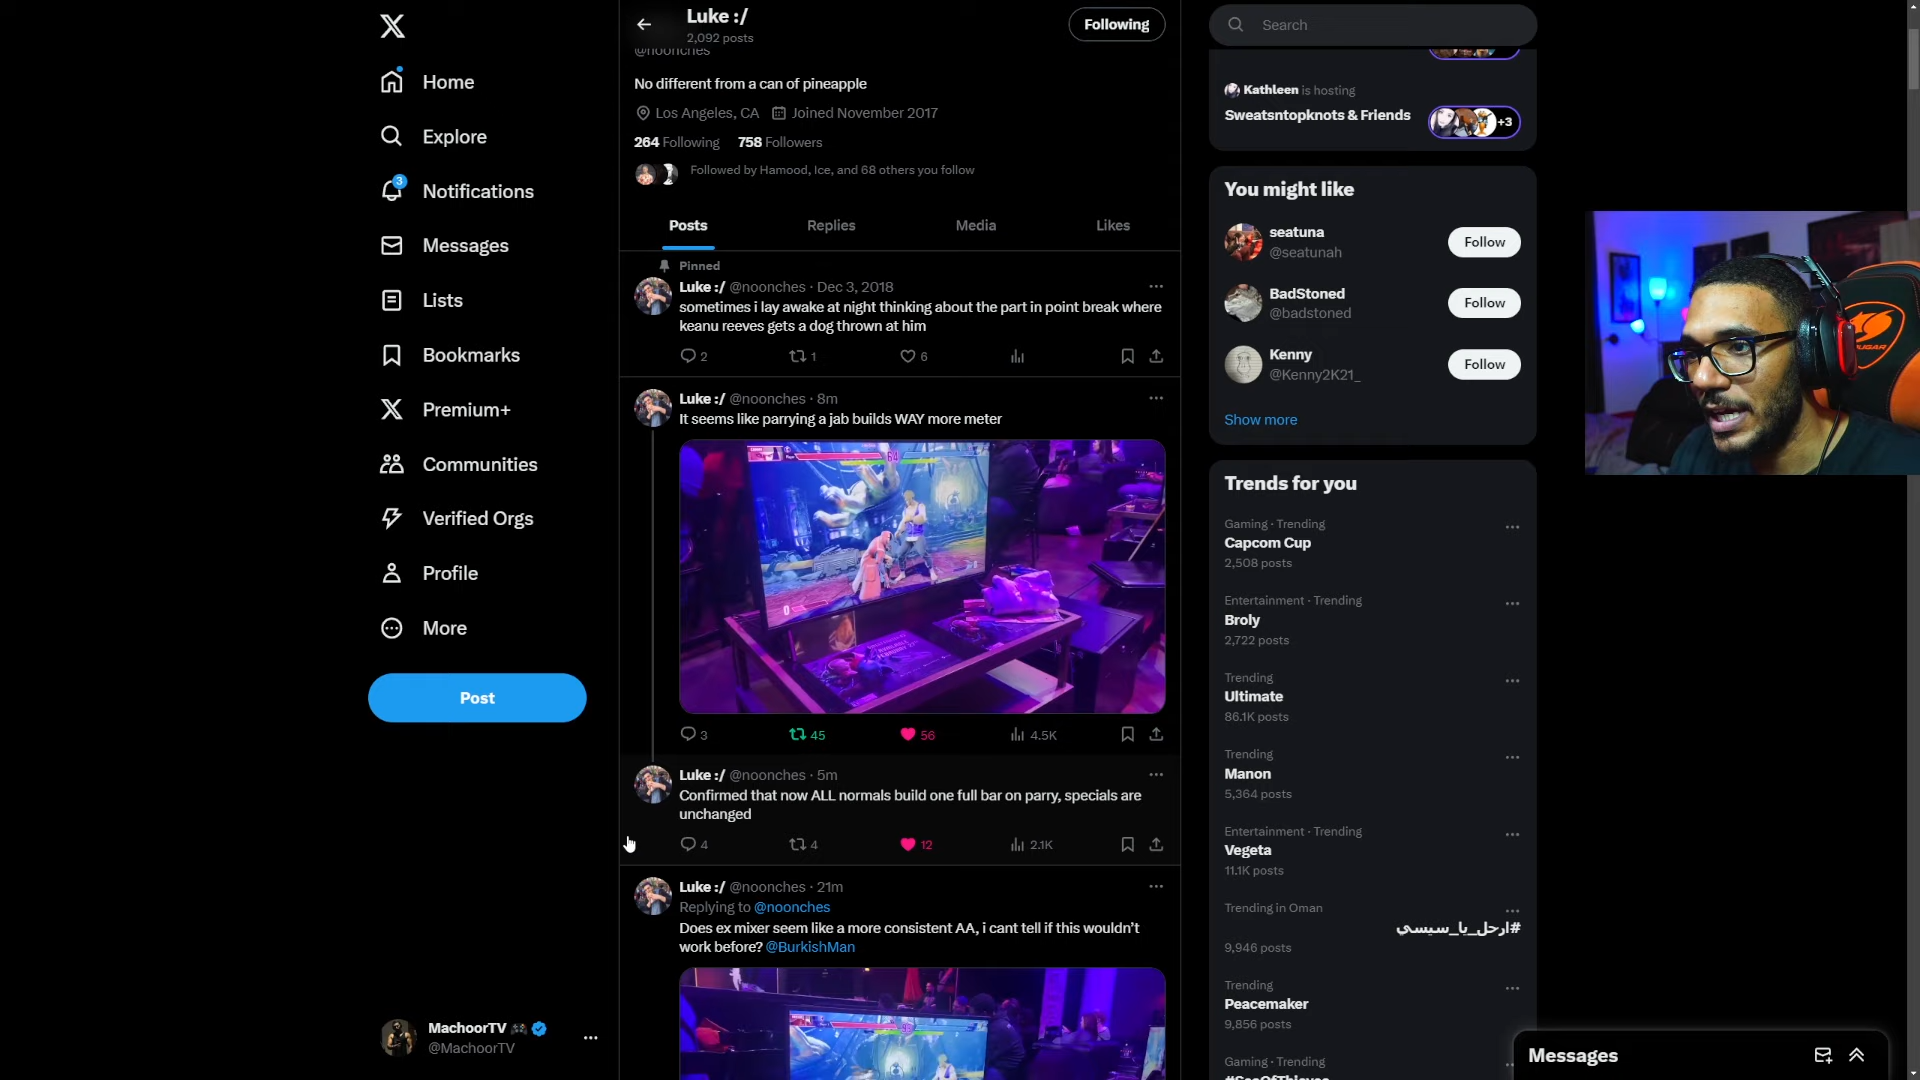 Home
Explore
3
Notifications
Messages
Lists
Bookmarks
Premium+
Communities
Verified Orgs
Profile
More
Post
MachoorTV
@MachoorTV
Luke :/
2,092 posts
Following
@noonches
No different from a can of pineapple
Los Angeles, CA Joined November 2017
264 Following 758 Followers
Followed by Hamood, Ice, and 68 others you follow
Posts Replies Media Likes
Pinned
Luke :/ @noonches · Dec 3, 2018
sometimes i lay awake at night thinking about the part in point break where
keanu reeves gets a dog thrown at him
2 1 6
Luke :/ @noonches · 8m
It seems like parrying a jab builds WAY more meter
64
3 45 56 4.5K
Luke :/ @noonches · 5m
Confirmed that now ALL normals build one full bar on parry, specials are
unchanged
4 4 12 2.1K
Luke :/ @noonches · 21m
Replying to @noonches
Does ex mixer seem like a more consistent AA, i cant tell if this wouldn't
work before? @BurkishMan
Search
Kathleen is hosting
Sweatsntopknots & Friends
+3
You might like
seatuna
@seatunah
Follow
BadStoned
@badstoned
Follow
Kenny
@Kenny2K21_
Follow
Show more
Trends for you
Gaming · Trending
Capcom Cup
2,508 posts
Entertainment · Trending
Broly
2,722 posts
Trending
Ultimate
86.1K posts
Trending
Manon
5,364 posts
Entertainment · Trending
Vegeta
11.1K posts
Trending in Oman
#ارحل_يا_سيسي
9,946 posts
Trending
Peacemaker
9,856 posts
Gaming · Trending
#SeaOfThieves
Messages